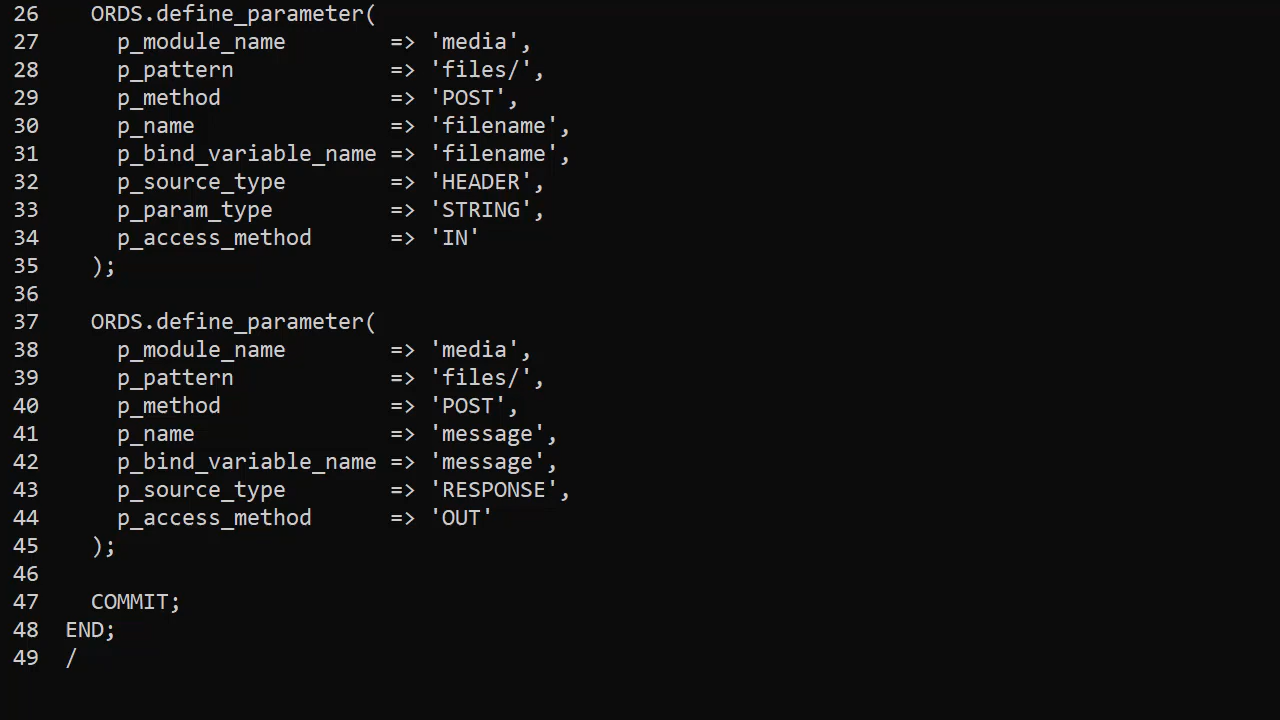 26    ORDS.define_parameter(
27      p_module_name        => 'media',
28      p_pattern            => 'files/',
29      p_method             => 'POST',
30      p_name               => 'filename',
31      p_bind_variable_name => 'filename',
32      p_source_type        => 'HEADER',
33      p_param_type         => 'STRING',
34      p_access_method      => 'IN'
35    );
36
37    ORDS.define_parameter(
38      p_module_name        => 'media',
39      p_pattern            => 'files/',
40      p_method             => 'POST',
41      p_name               => 'message',
42      p_bind_variable_name => 'message',
43      p_source_type        => 'RESPONSE',
44      p_access_method      => 'OUT'
45    );
46
47    COMMIT;
48  END;
49  /